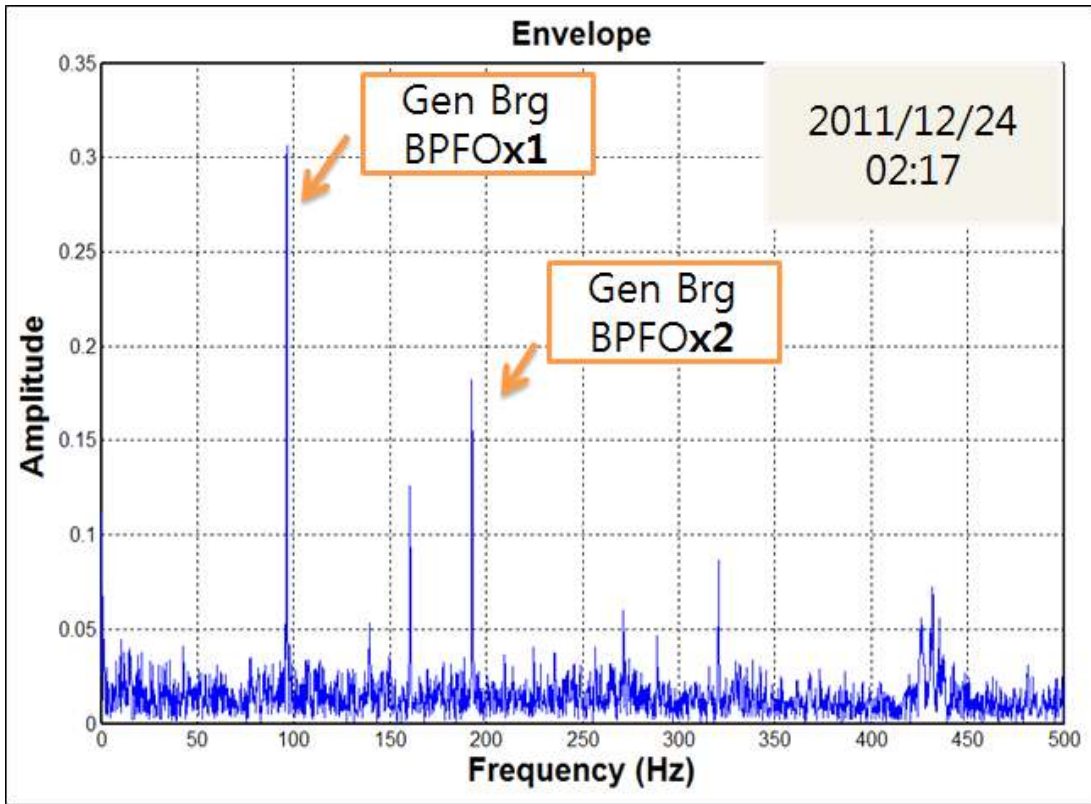 Envelope
Gen Brg
BPFOx1
2011/12/24
02:17
Gen Brg
BPFOx2
Amplitude
0.35
0.3
0.25
0.2
0.15
0.1
0.05
0
0 50 100 150 200 250 300 350 400 450 500
Frequency (Hz)